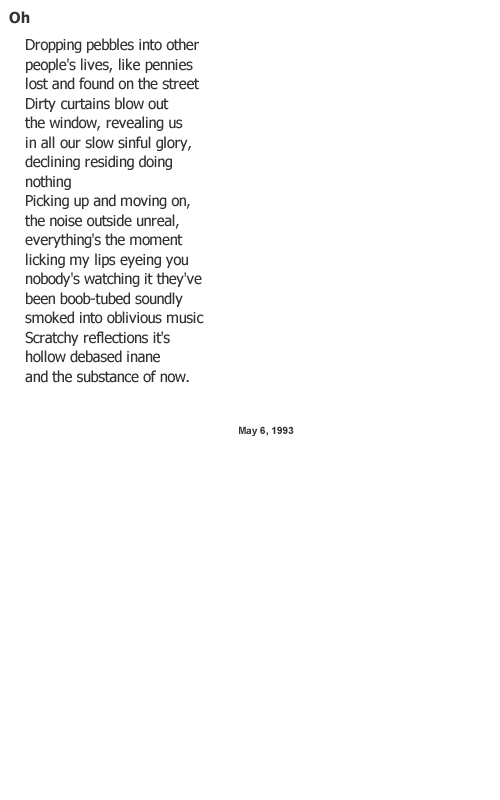 Oh
Dropping pebbles into other
people's lives, like pennies
lost and found on the street
Dirty curtains blow out
the window, revealing us
in all our slow sinful glory,
declining residing doing
nothing
Picking up and moving on,
the noise outside unreal,
everything's the moment
licking my lips eyeing you
nobody's watching it they've
been boob-tubed soundly
smoked into oblivious music
Scratchy reflections it's
hollow debased inane
and the substance of now.
May 6, 1993